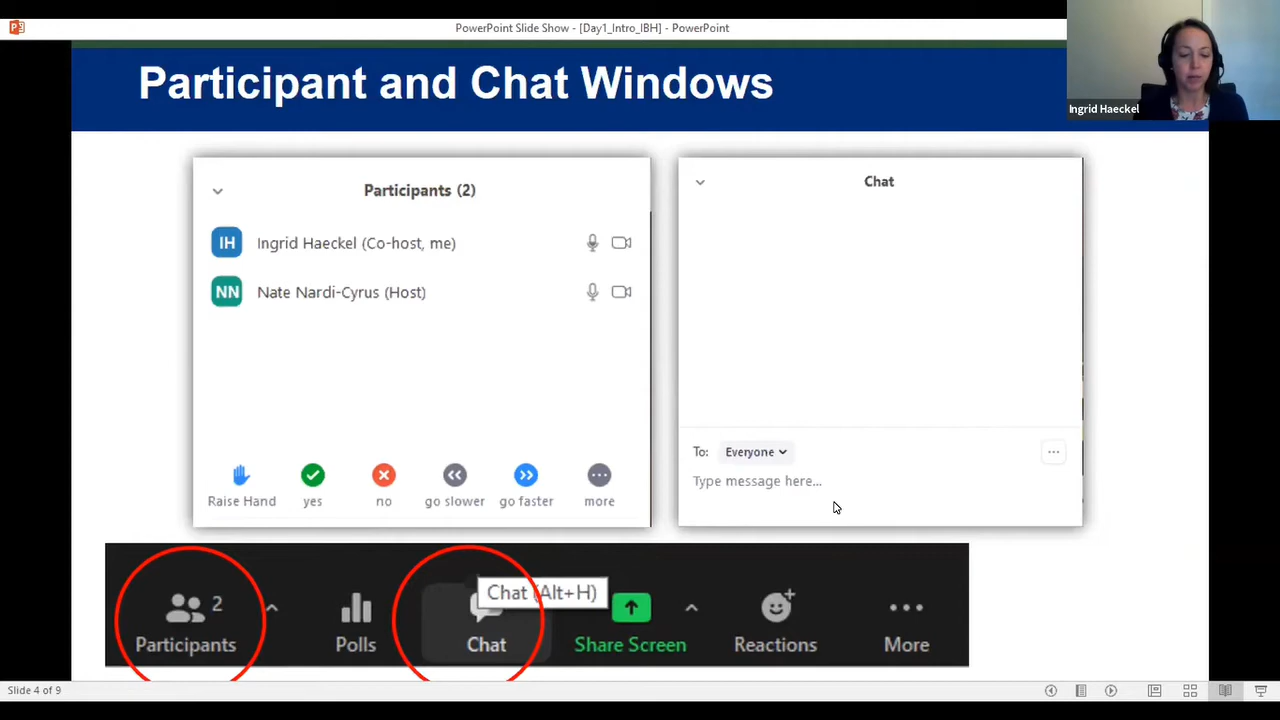 PowerPoint Slide Show - [Day1_Intro_IBH] - PowerPoint
Participant and Chat Windows
Ingrid Haeckel
Participants (2)
IH Ingrid Haeckel (Co-host, me)
NN Nate Nardi-Cyrus (Host)
Raise Hand yes no go slower go faster more
Chat
To: Everyone
Type message here...
2
Chat (Alt+H)
Participants Polls Chat Share Screen Reactions More
Slide 4 of 9